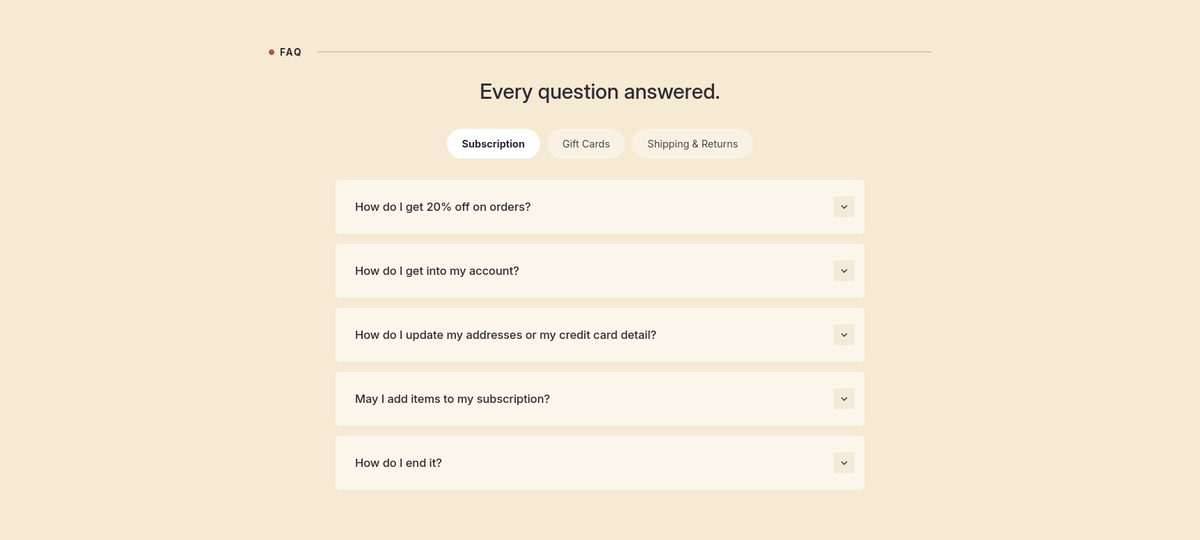 FAQ
Every question answered.
Subscription
Gift Cards
Shipping & Returns
How do I get 20% off on orders?
How do I get into my account?
How do I update my addresses or my credit card detail?
May I add items to my subscription?
How do I end it?